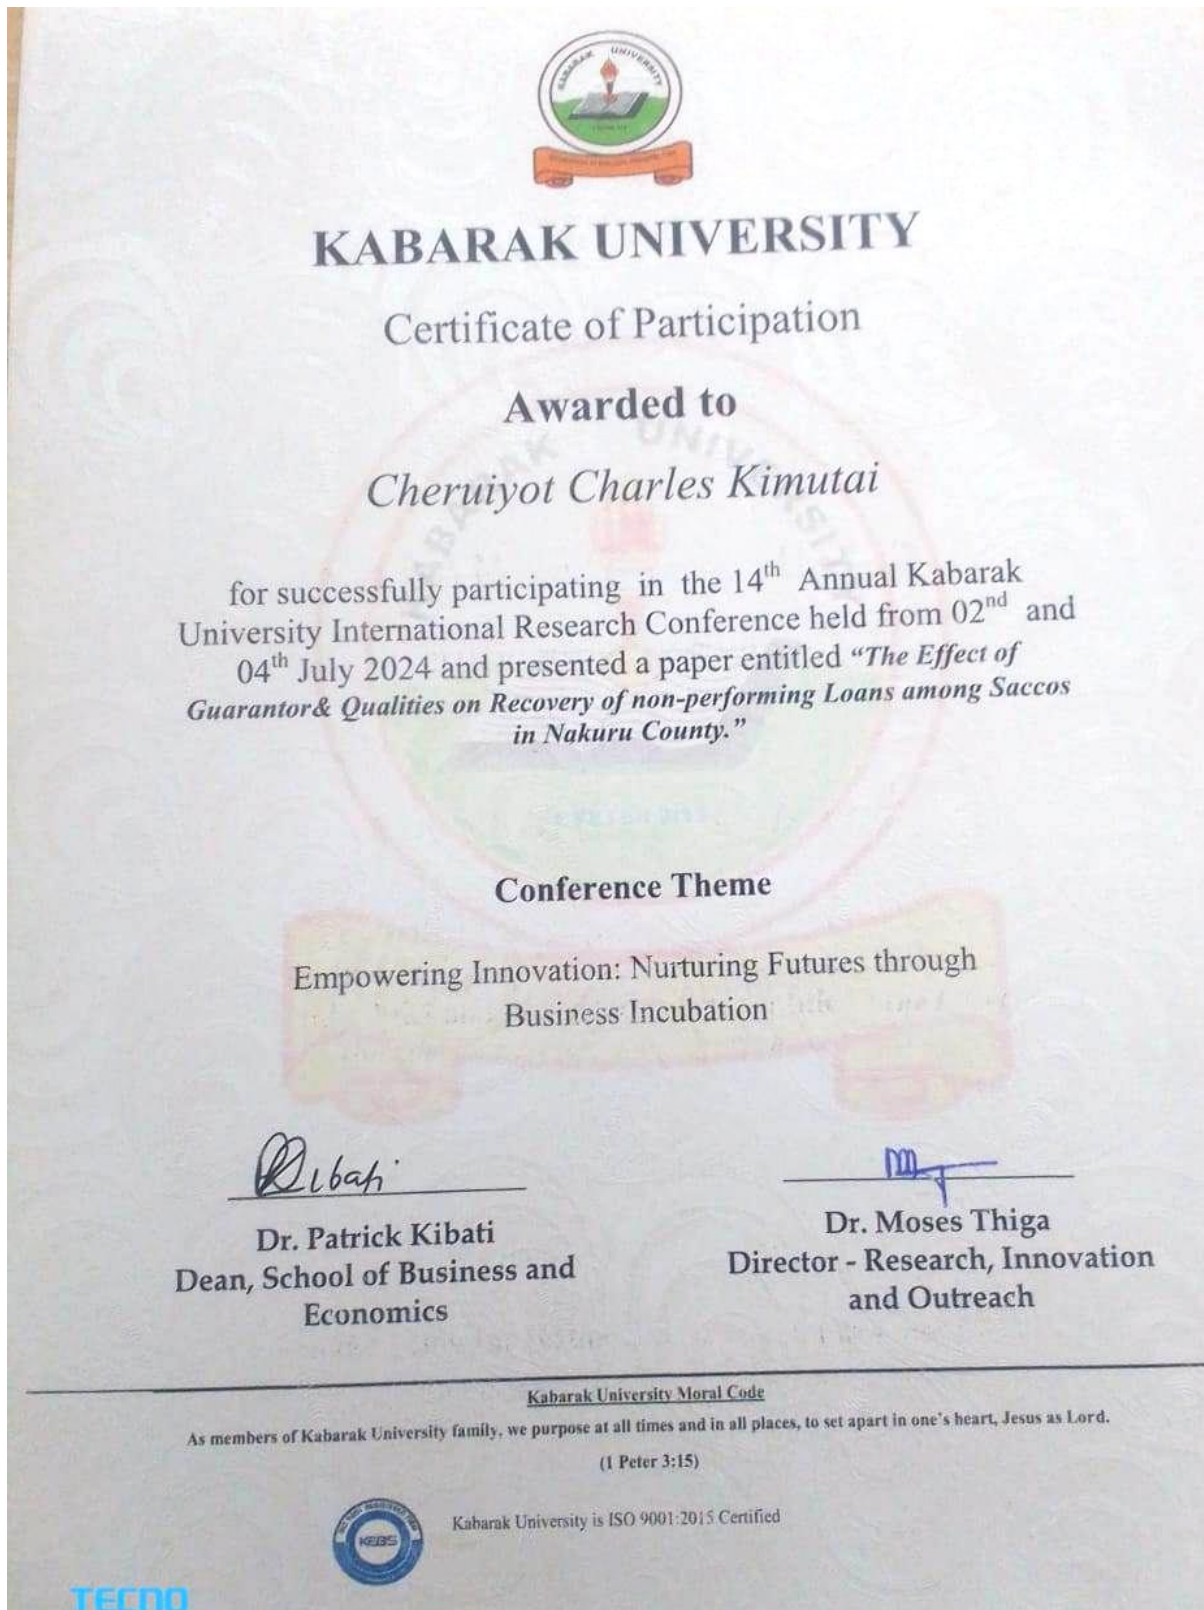 KABARAK UNIVERSITY
KABARAK UNIVERSITY
Certificate of Participation
Awarded to
Cheruiyot Charles Kimutai
for successfully participating in the 14th Annual Kabarak
University International Research Conference held from 02nd and
04th July 2024 and presented a paper entitled “The Effect of
Guarantor& Qualities on Recovery of non-performing Loans among Saccos
in Nakuru County.”
Conference Theme
Empowering Innovation: Nurturing Futures through
Business Incubation
Kibati
Dr. Patrick Kibati
Dean, School of Business and
Economics
Dr. Moses Thiga
Director - Research, Innovation
and Outreach
Kabarak University Moral Code
As members of Kabarak University family, we purpose at all times and in all places, to set apart in one's heart, Jesus as Lord.
(1 Peter 3:15)
KEBS
Kabarak University is ISO 9001:2015 Certified
TECNO